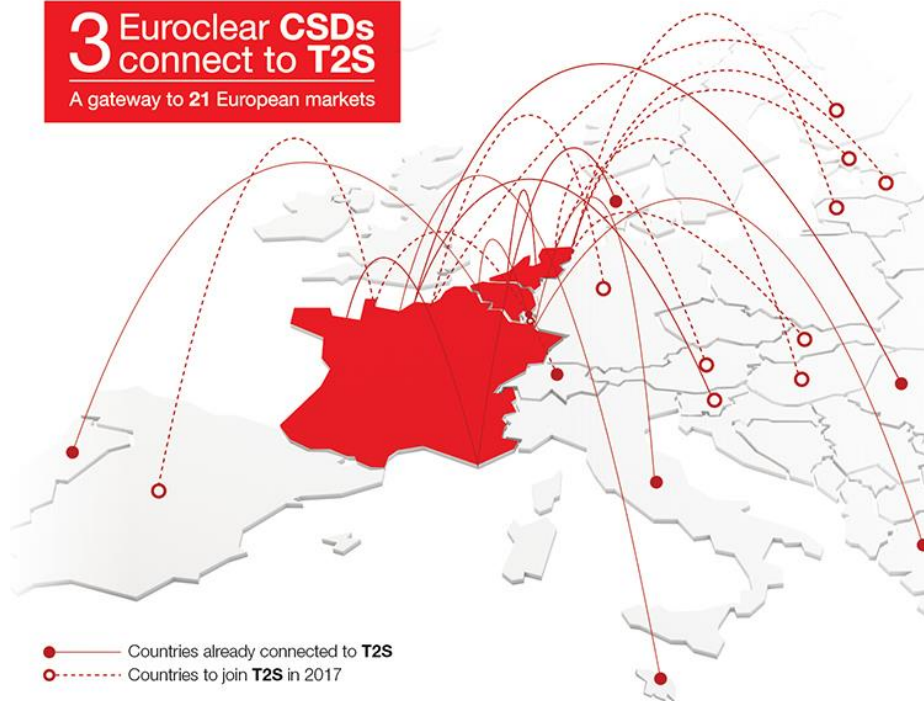 3 Euroclear CSDs
connect to T2S
A gateway to 21 European markets
Countries already connected to T2S
Countries to join T2S in 2017